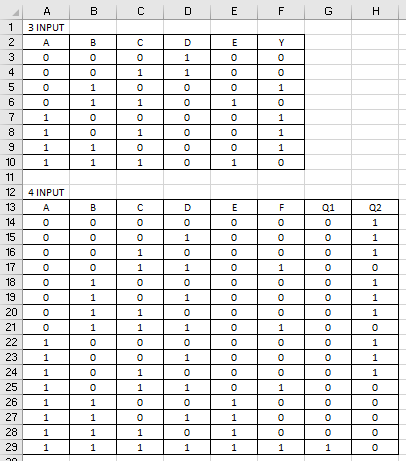 A B C D E F G H
1 3 INPUT
2 A B C D E Y
3 0 0 0 1 0 0
4 0 0 1 1 0 0
5 0 1 0 0 0 1
6 0 1 1 0 1 0
7 1 0 0 0 0 1
8 1 0 1 0 0 1
9 1 1 0 0 0 1
10 1 1 1 0 1 0
11
12 4 INPUT
13 A B C D E F Q1 Q2
14 0 0 0 0 0 0 0 1
15 0 0 0 1 0 0 0 1
16 0 0 1 0 0 0 0 1
17 0 0 1 1 0 1 0 0
18 0 1 0 0 0 0 0 1
19 0 1 0 1 0 0 0 1
20 0 1 1 0 0 0 0 1
21 0 1 1 1 0 1 0 0
22 1 0 0 0 0 0 0 1
23 1 0 0 1 0 0 0 1
24 1 0 1 0 0 0 0 1
25 1 0 1 1 0 1 0 0
26 1 1 0 0 1 0 0 0
27 1 1 0 1 1 0 0 0
28 1 1 1 0 1 0 0 0
29 1 1 1 1 1 1 1 0